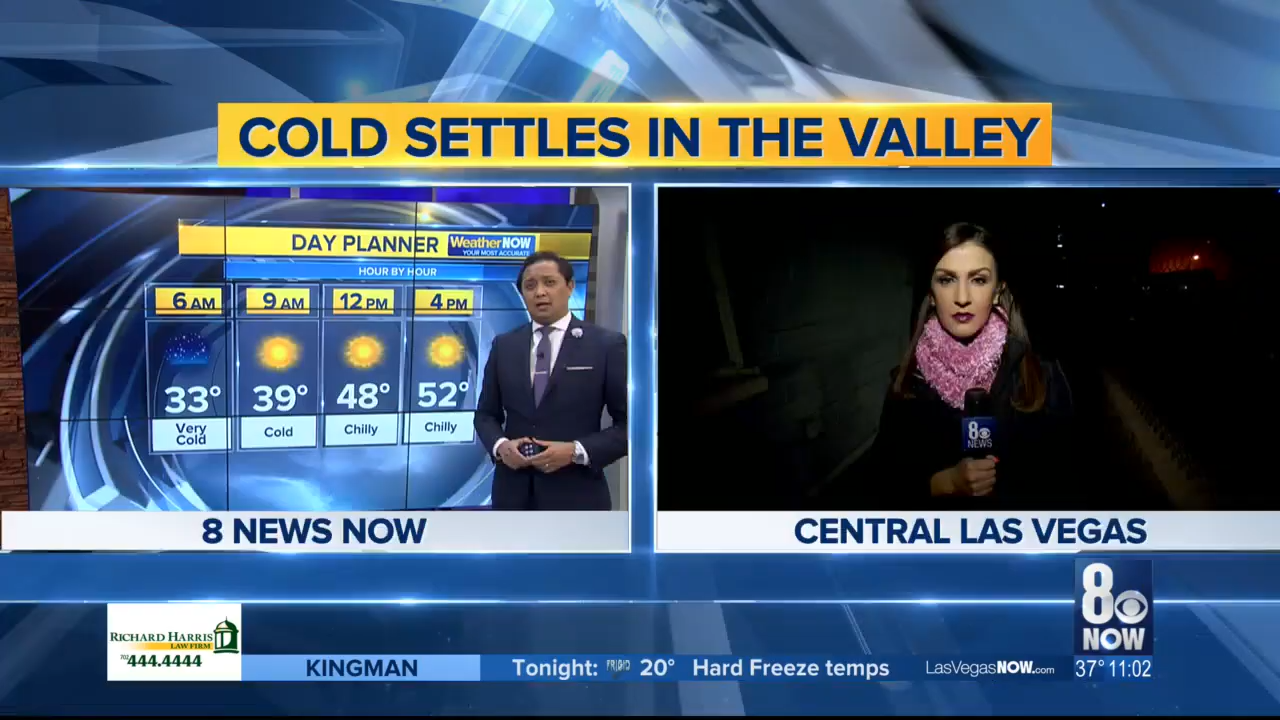 COLD SETTLES IN THE VALLEY
DAY PLANNER
WeatherNOW
YOUR MOST ACCURATE
HOUR BY HOUR
6 AM 9 AM 12 PM 4 PM
33° 39° 48° 52°
Very Cold
Cold
Chilly
Chilly
8
NEWS
8 NEWS NOW
CENTRAL LAS VEGAS
8
NOW
RICHARD HARRIS
LAW FIRM
702 444.4444
KINGMAN
Tonight: FRIGID 20° Hard Freeze temps
LasVegasNOW.com
37° 11:02